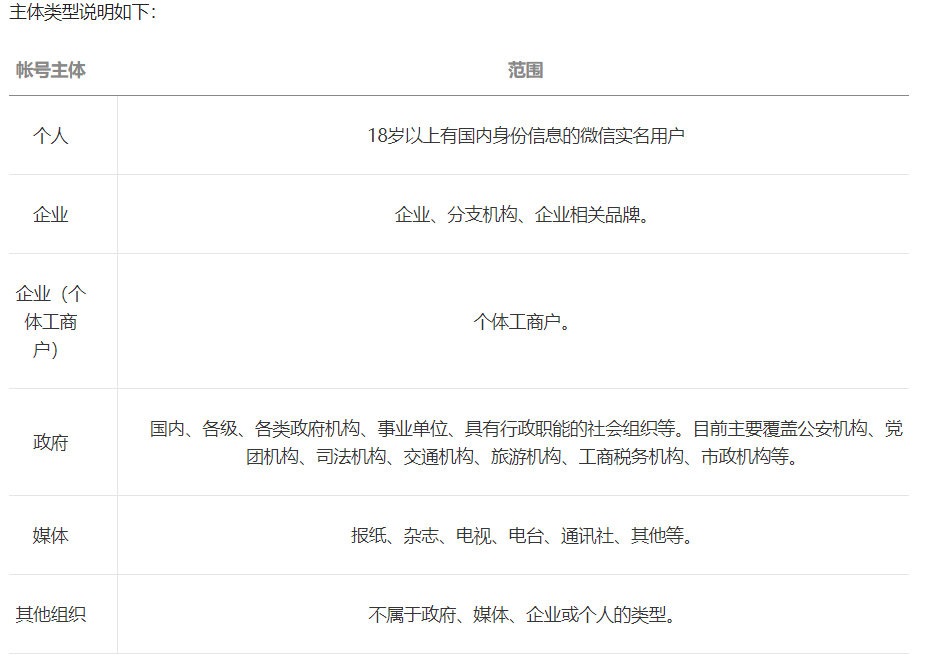 主体类型说明如下：
帐号主体 范围
个人 18岁以上有国内身份信息的微信实名用户
企业 企业、分支机构、企业相关品牌。
企业（个
体工商
户）
个体工商户。
政府
国内、各级、各类政府机构、事业单位、具有行政职能的社会组织等。目前主要覆盖公安机构、党
团机构、司法机构、交通机构、旅游机构、工商税务机构、市政机构等。
媒体 报纸、杂志、电视、电台、通讯社、其他等。
其他组织 不属于政府、媒体、企业或个人的类型。